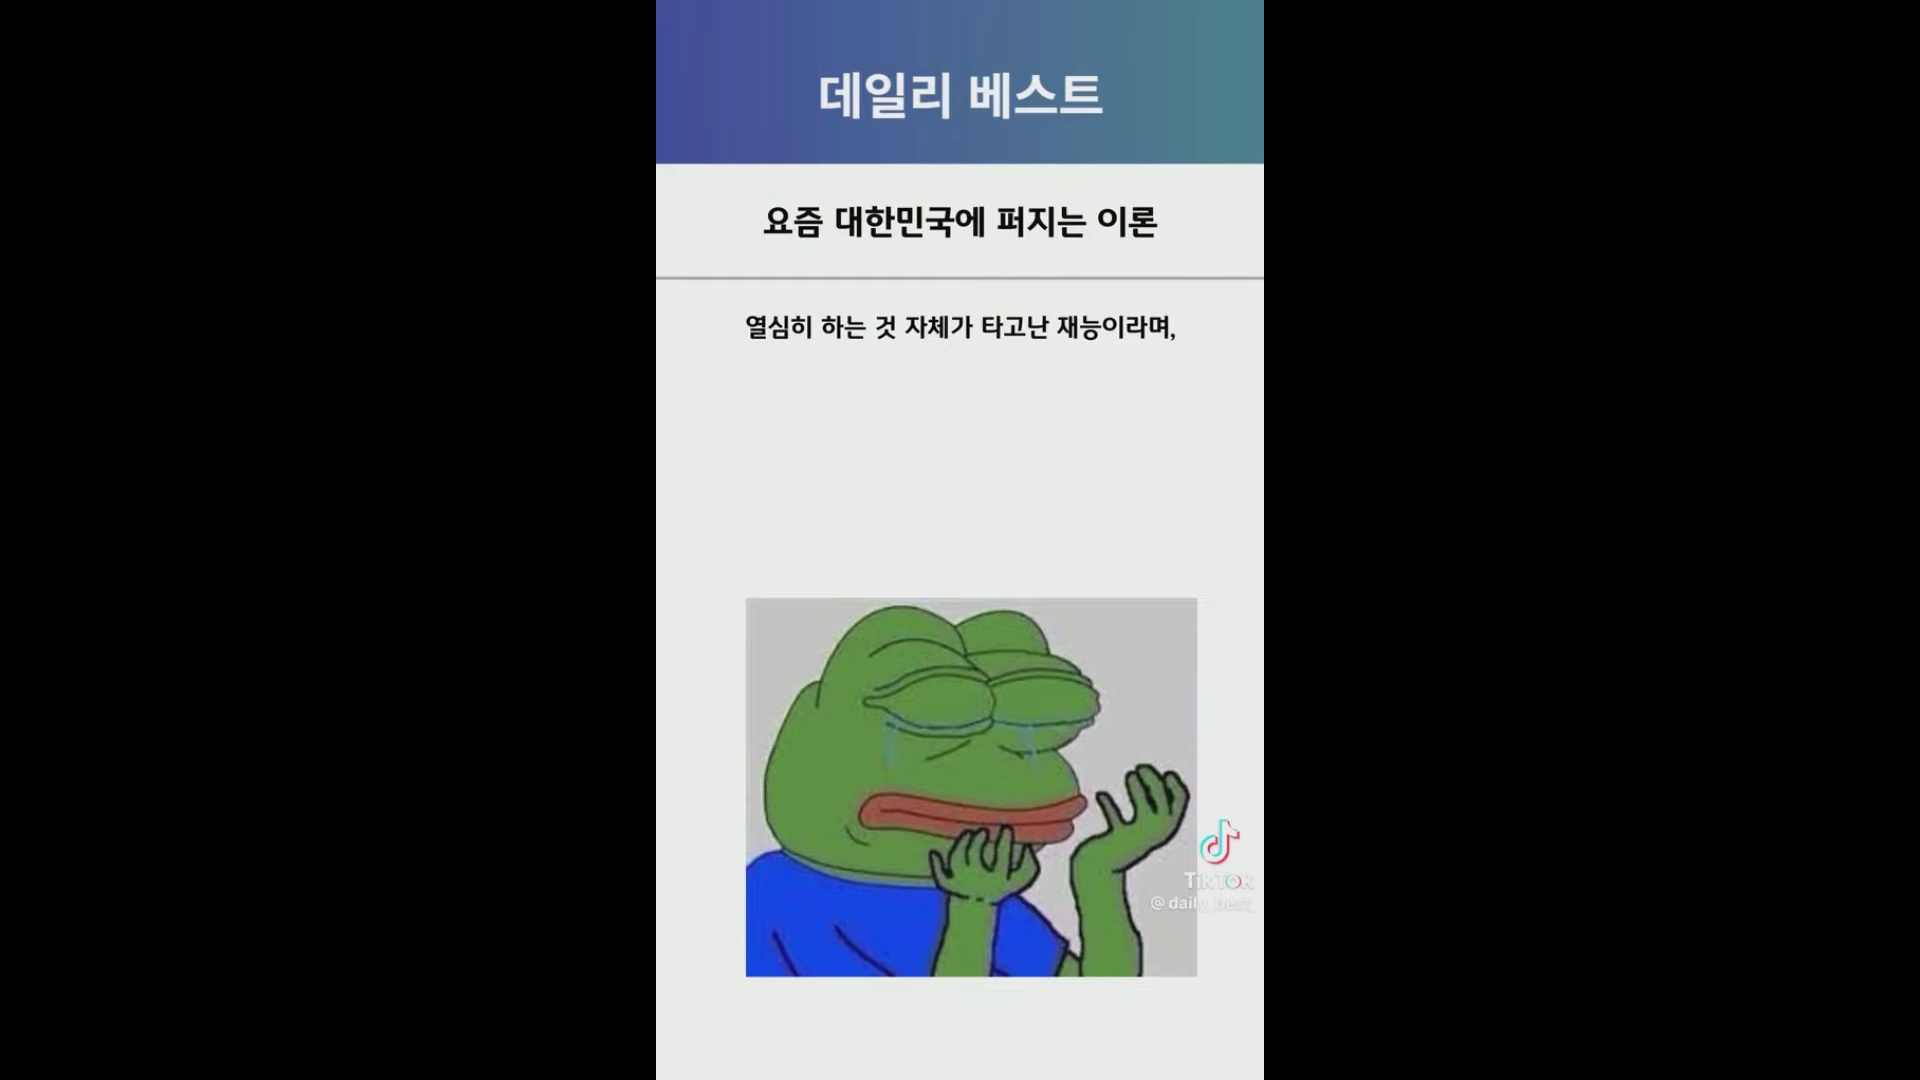 데일리 베스트
요즘 대한민국에 퍼지는 이론
열심히 하는 것 자체가 타고난 재능이라며,
TikTok
@daily_best_